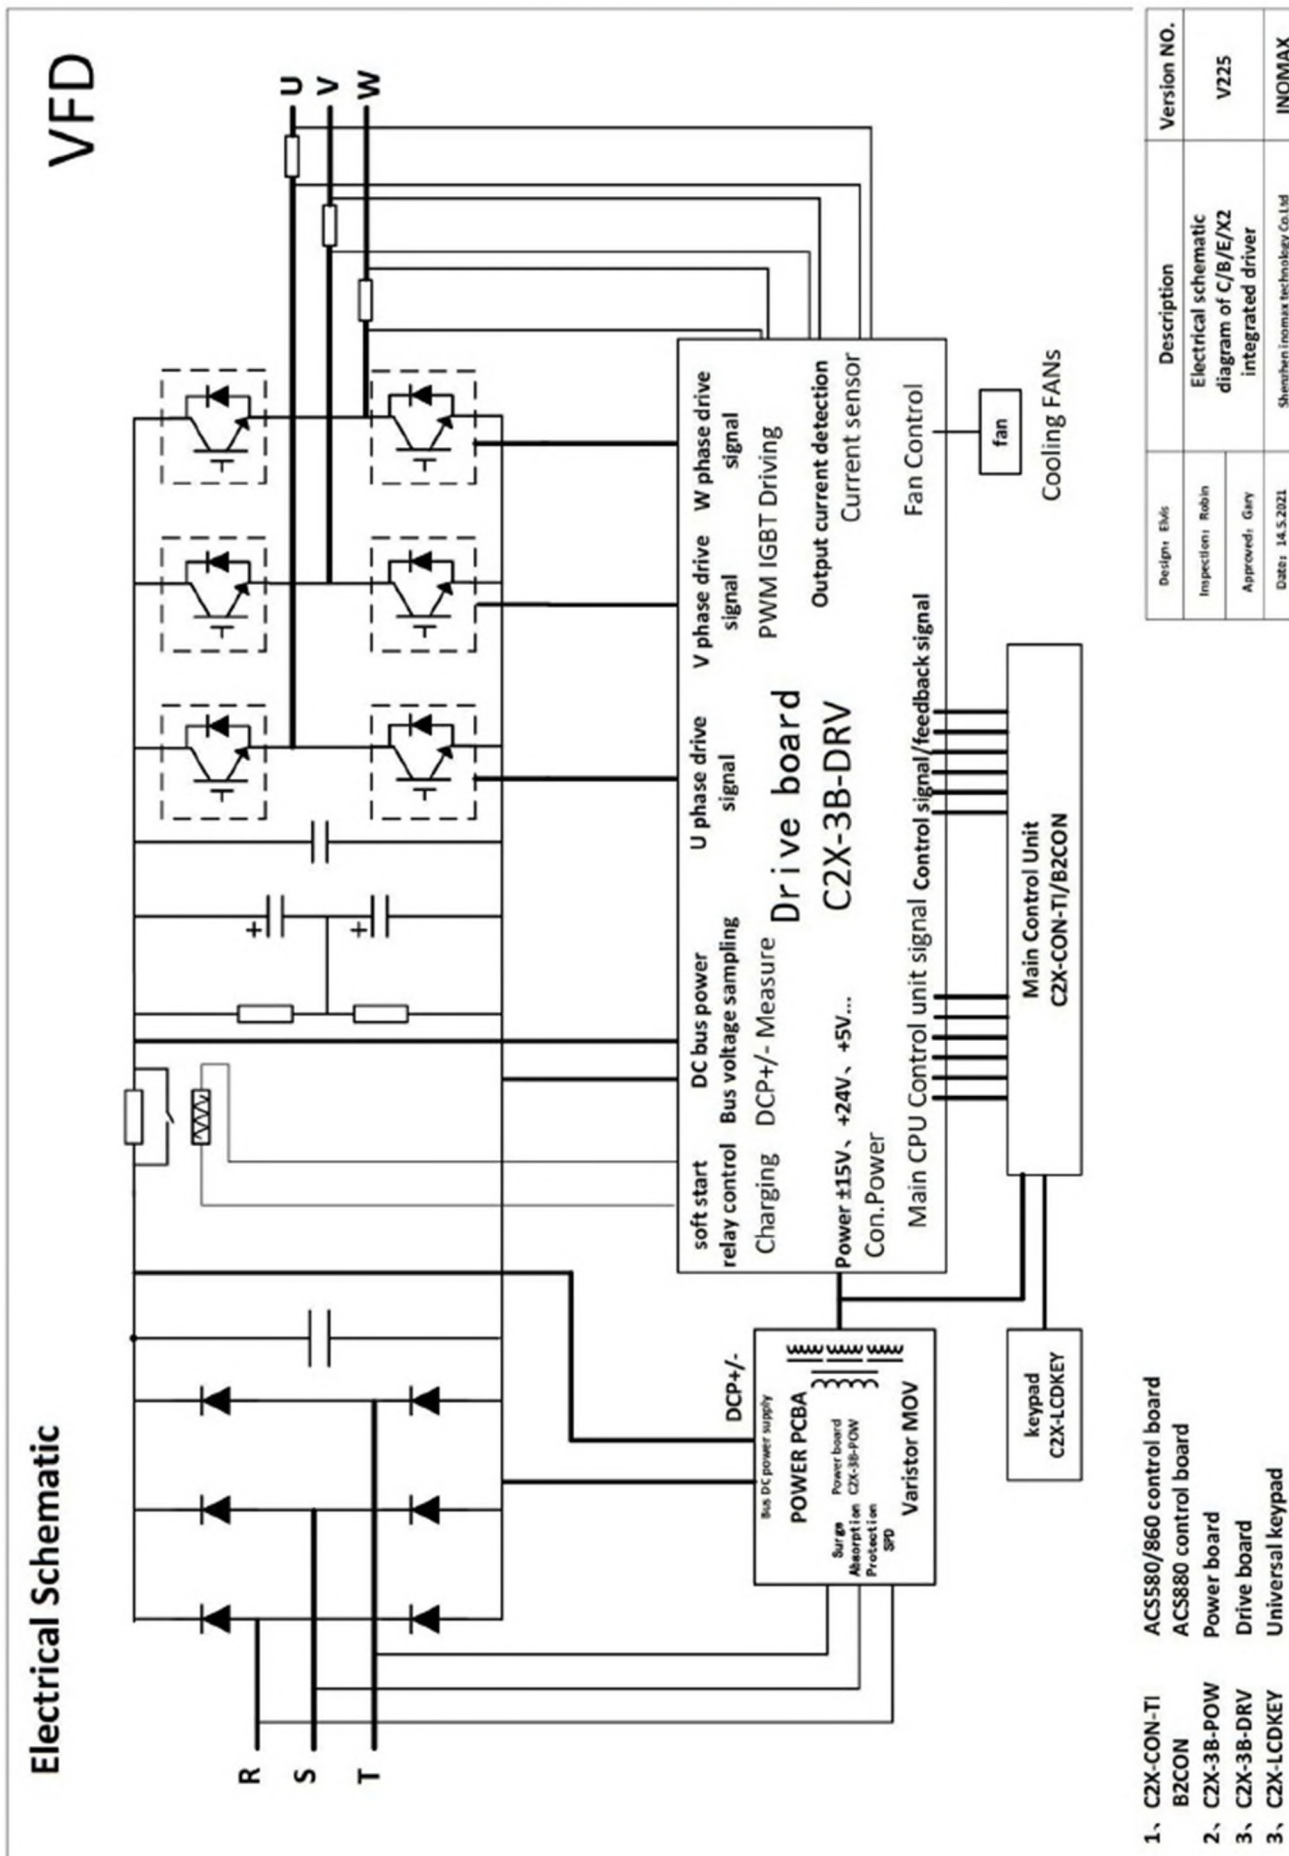 Electrical Schematic
VFD
R
S
T
U
V
W
DCP+/-
Bus DC power supply
POWER PCBA
Surge
Absorption
Protection
SPD
Power board
C2X-3B-POW
Varistor MOV
soft start
relay control
Charging
DC bus power
Bus voltage sampling
DCP+/- Measure
U phase drive
signal
V phase drive
signal
W phase drive
signal
PWM IGBT Driving
Drive board
C2X-3B-DRV
Output current detection
Current sensor
Power ±15V、+24V、+5V...
Con.Power
Main CPU Control unit signal
Control signal/feedback signal
Fan Control
fan
Cooling FANs
keypad
C2X-LCDKEY
Main Control Unit
C2X-CON-TI/B2CON
1、 C2X-CON-TI ACS580/860 control board
B2CON ACS880 control board
2、 C2X-3B-POW Power board
3、 C2X-3B-DRV Drive board
3、 C2X-LCDKEY Universal keypad
Design: Elvis
Description
Version NO.
Inspection: Robin
Electrical schematic
diagram of C/B/E/X2
integrated driver
V225
Approved: Gary
Date: 14.5.2021
Shenzhen inomax technology Co.Ltd
INOMAX